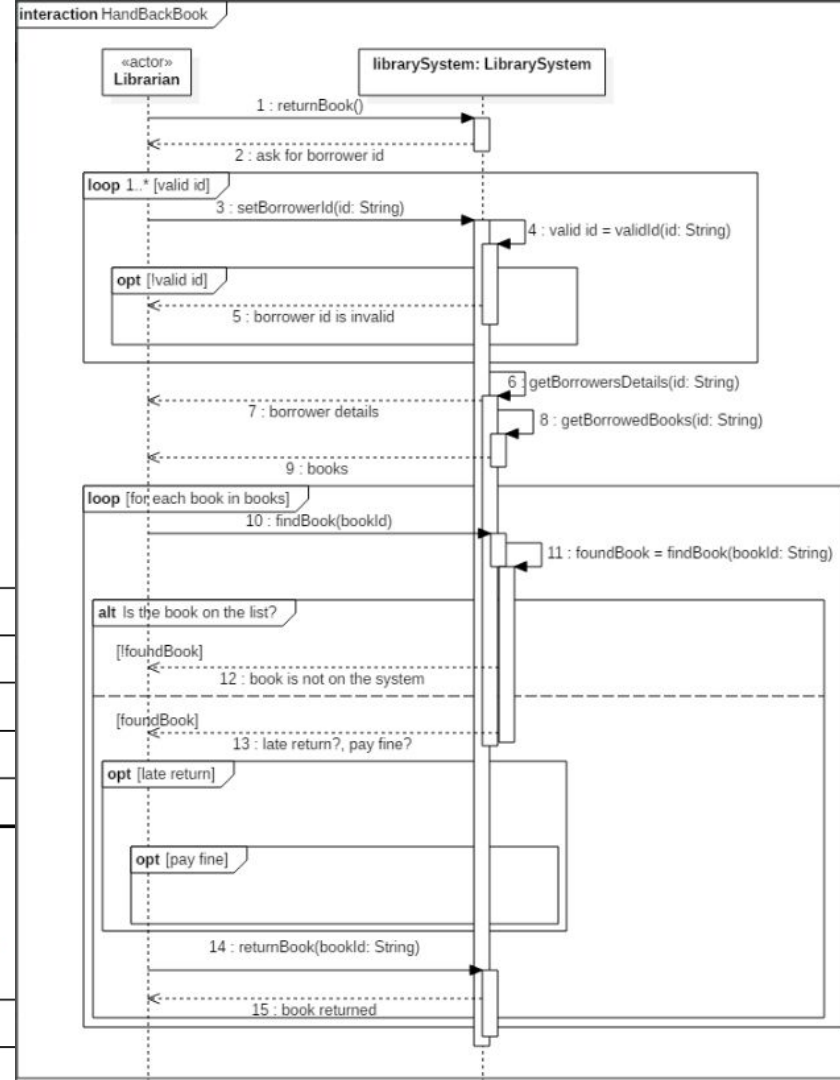 interaction HandBackBook
«actor»
Librarian
librarySystem: LibrarySystem
1 : returnBook()
2 : ask for borrower id
loop 1..* [valid id]
3 : setBorrowerId(id: String)
4 : valid id = validId(id: String)
opt [!valid id]
5 : borrower id is invalid
6 : getBorrowersDetails(id: String)
7 : borrower details
8 : getBorrowedBooks(id: String)
9 : books
loop [for each book in books]
10 : findBook(bookId)
11 : foundBook = findBook(bookId: String)
alt Is the book on the list?
[!foundBook]
12 : book is not on the system
[foundBook]
13 : late return?, pay fine?
opt [late return]
opt [pay fine]
14 : returnBook(bookId: String)
15 : book returned